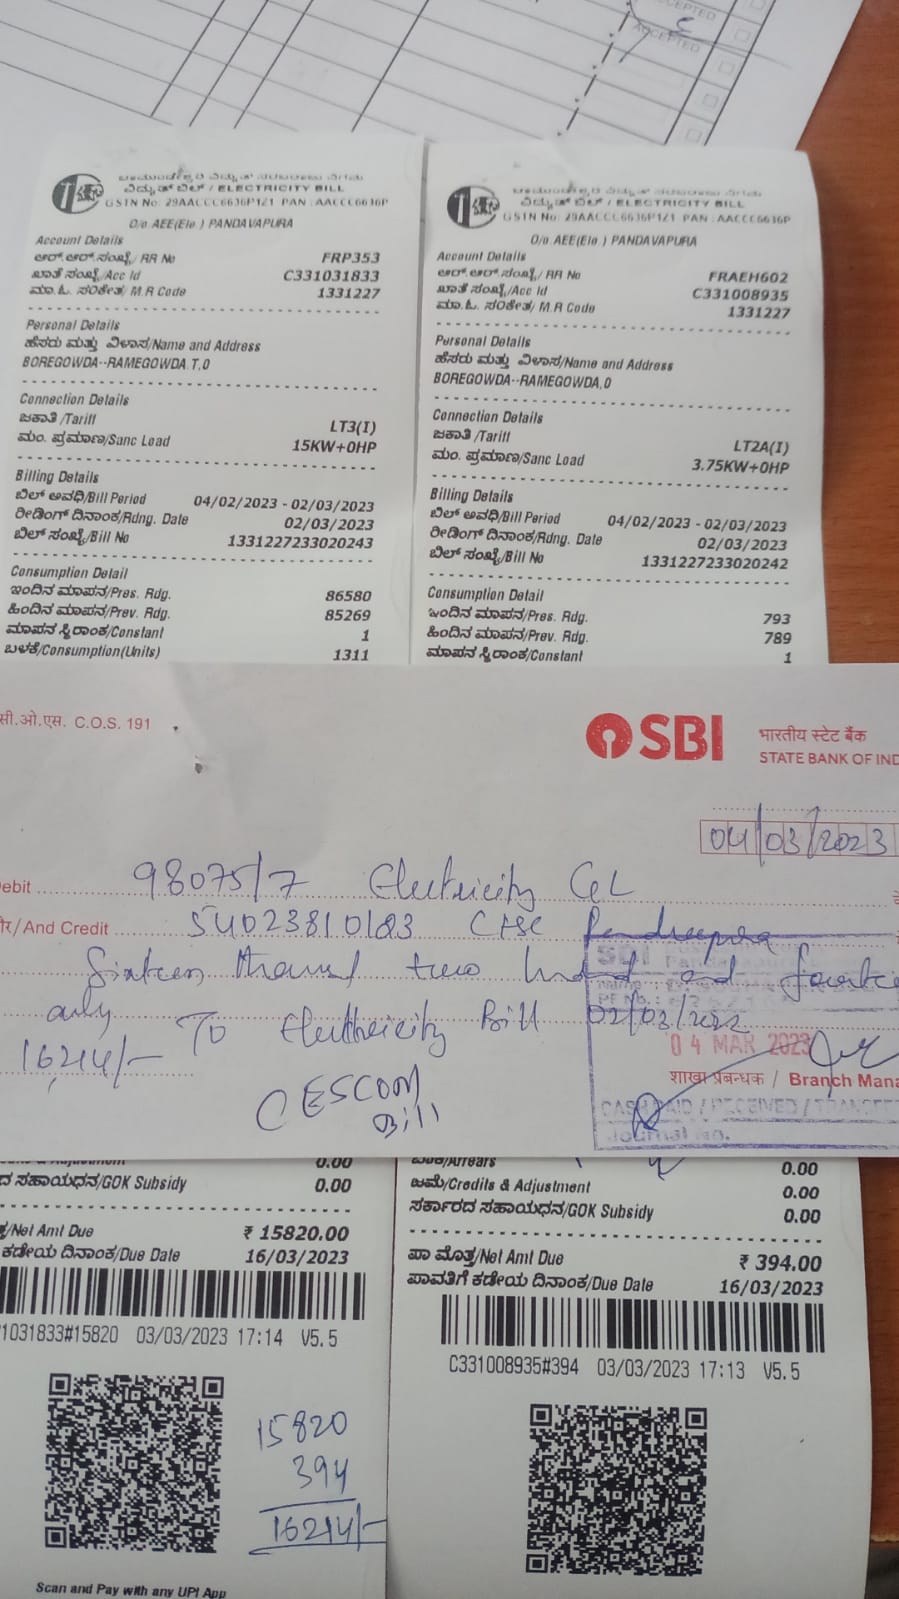 ACCEPTED
ವಿದ್ಯುತ್ ಬಿಲ್ / ELECTRICITY BILL
GSTN No: 29AACCC6636P1Z1 PAN : AACCC6636P
O/o AEE(Ele.) PANDAVAPURA
Account Details
ಆರ್.ಆರ್.ಸಂಖ್ಯೆ/ RR No FRP353
ಖಾತೆ ಸಂಖ್ಯೆ/Acc Id C331031833
ಮಾ.ಓ. ಸಂಕೇತ/ M.R Code 1331227
Personal Details
ಹೆಸರು ಮತ್ತು ವಿಳಾಸ/Name and Address
BOREGOWDA--RAMEGOWDA T,0
Connection Details
ಜಕಾತಿ /Tariff LT3(I)
ಮಂ. ಪ್ರಮಾಣ/Sanc Load 15KW+0HP
Billing Details
ಬಿಲ್ ಅವಧಿ/Bill Period 04/02/2023 - 02/03/2023
ರೀಡಿಂಗ್ ದಿನಾಂಕ/Rdng. Date 02/03/2023
ಬಿಲ್ ಸಂಖ್ಯೆ/Bill No 1331227233020243
Consumption Detail
ಇಂದಿನ ಮಾಪನ/Pres. Rdg. 86580
ಹಿಂದಿನ ಮಾಪನ/Prev. Rdg. 85269
ಮಾಪನ ಸ್ಥಿರಾಂಕ/Constant 1
ಬಳಕೆ/Consumption(Units) 1311
ವಿದ್ಯುತ್ ಬಿಲ್ / ELECTRICITY BILL
GSTN No: 29AACCC6636P1Z1 PAN : AACCC6636P
O/o AEE(Ele.) PANDAVAPURA
Account Details
ಆರ್.ಆರ್.ಸಂಖ್ಯೆ/ RR No FRAEH602
ಖಾತೆ ಸಂಖ್ಯೆ/Acc Id C331008935
ಮಾ.ಓ. ಸಂಕೇತ/ M.R Code 1331227
Personal Details
ಹೆಸರು ಮತ್ತು ವಿಳಾಸ/Name and Address
BOREGOWDA--RAMEGOWDA,0
Connection Details
ಜಕಾತಿ /Tariff LT2A(I)
ಮಂ. ಪ್ರಮಾಣ/Sanc Load 3.75KW+0HP
Billing Details
ಬಿಲ್ ಅವಧಿ/Bill Period 04/02/2023 - 02/03/2023
ರೀಡಿಂಗ್ ದಿನಾಂಕ/Rdng. Date 02/03/2023
ಬಿಲ್ ಸಂಖ್ಯೆ/Bill No 1331227233020242
Consumption Detail
ಇಂದಿನ ಮಾಪನ/Pres. Rdg. 793
ಹಿಂದಿನ ಮಾಪನ/Prev. Rdg. 789
ಮಾಪನ ಸ್ಥಿರಾಂಕ/Constant 1
सी.ओ.एस. C.O.S. 191
SBI भारतीय स्टेट बैंक
STATE BANK OF IND
04/03/2023
ebit 98075/7 Electricity
/And Credit 54023810183
Sixteen two and
only To Electricity Bill 02/03/2022
16214/-
04 MAR 2023
शाखा प्रबन्धक / Branch Mana
CESCOM
Bill
CASH PAID / RECEIVED / TRANSFE
Journal No.
0.00
ದ ಸಹಾಯಧನ/GOK Subsidy 0.00
/Net Amt Due ₹ 15820.00
ಕಡೇಯ ದಿನಾಂಕ/Due Date 16/03/2023
1031833#15820 03/03/2023 17:14 V5.5
15820
394
16214/-
Scan and Pay with any UPI App
/Arrears 0.00
ಜಮೆ/Credits & Adjustment 0.00
ಸರ್ಕಾರದ ಸಹಾಯಧನ/GOK Subsidy 0.00
ಪಾ ಮೊತ್ತ/Net Amt Due ₹ 394.00
ಪಾವತಿಗೆ ಕಡೇಯ ದಿನಾಂಕ/Due Date 16/03/2023
C331008935#394 03/03/2023 17:13 V5.5